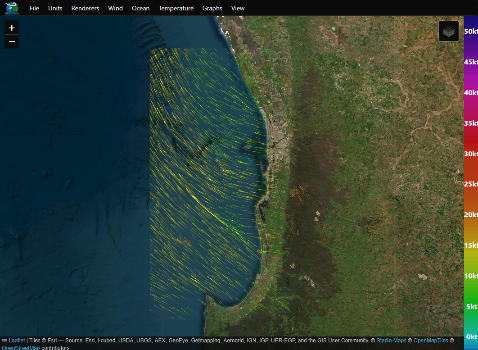 File Units Renderers Wind Ocean Temperature Graphs View
+
−
50kt
45kt
35kt
30kt
25kt
20kt
15kt
10kt
5kt
0kt
Leaflet | Tiles © Esri — Source: Esri, i-cubed, USDA, USGS, AEX, GeoEye, Getmapping, Aerogrid, IGN, IGP, UPR-EGP, and the GIS User Community, © Stadia Maps © OpenMapTiles ©
OpenStreetMap contributors